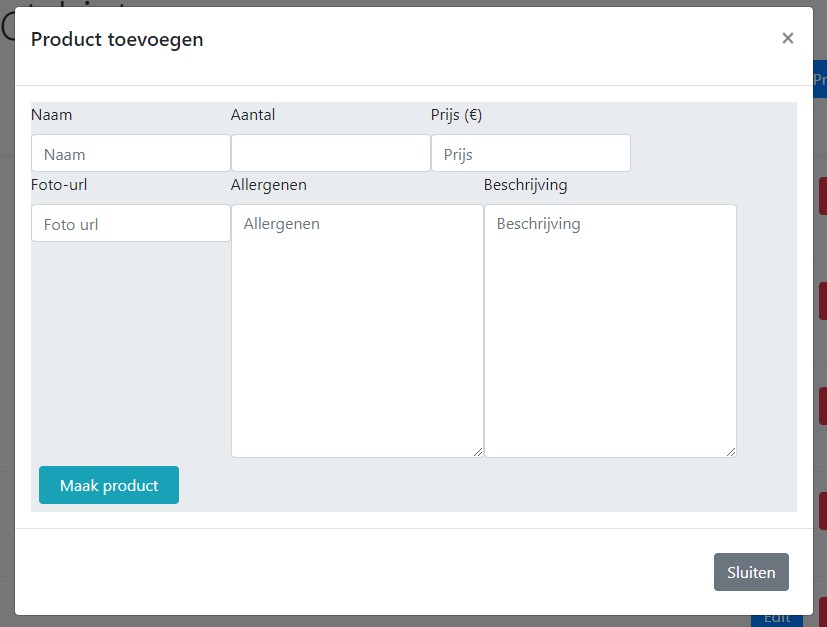 Product toevoegen ×
Pr
Naam Aantal Prijs (€)
Naam Prijs
Foto-url Allergenen Beschrijving
Foto url Allergenen Beschrijving
Maak product
Sluiten
Edit